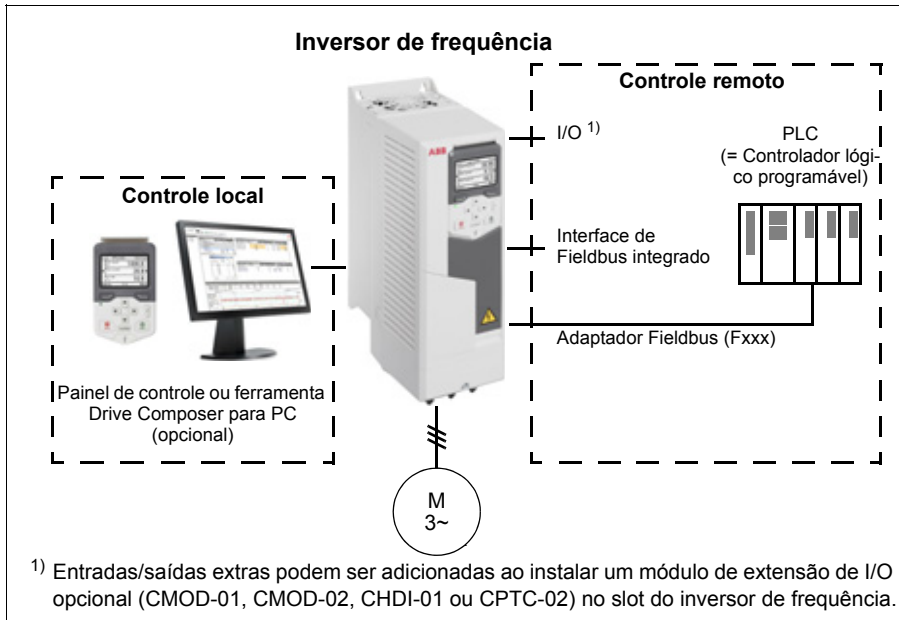 Inversor de frequência
Controle remoto
I/O 1)
PLC
(= Controlador lógi-
co programável)
ABB
Controle local
Interface de
Fieldbus integrado
Adaptador Fieldbus (Fxxx)
Painel de controle ou ferramenta
Drive Composer para PC
(opcional)
M
3~
1) Entradas/saídas extras podem ser adicionadas ao instalar um módulo de extensão de I/O
opcional (CMOD-01, CMOD-02, CHDI-01 ou CPTC-02) no slot do inversor de frequência.